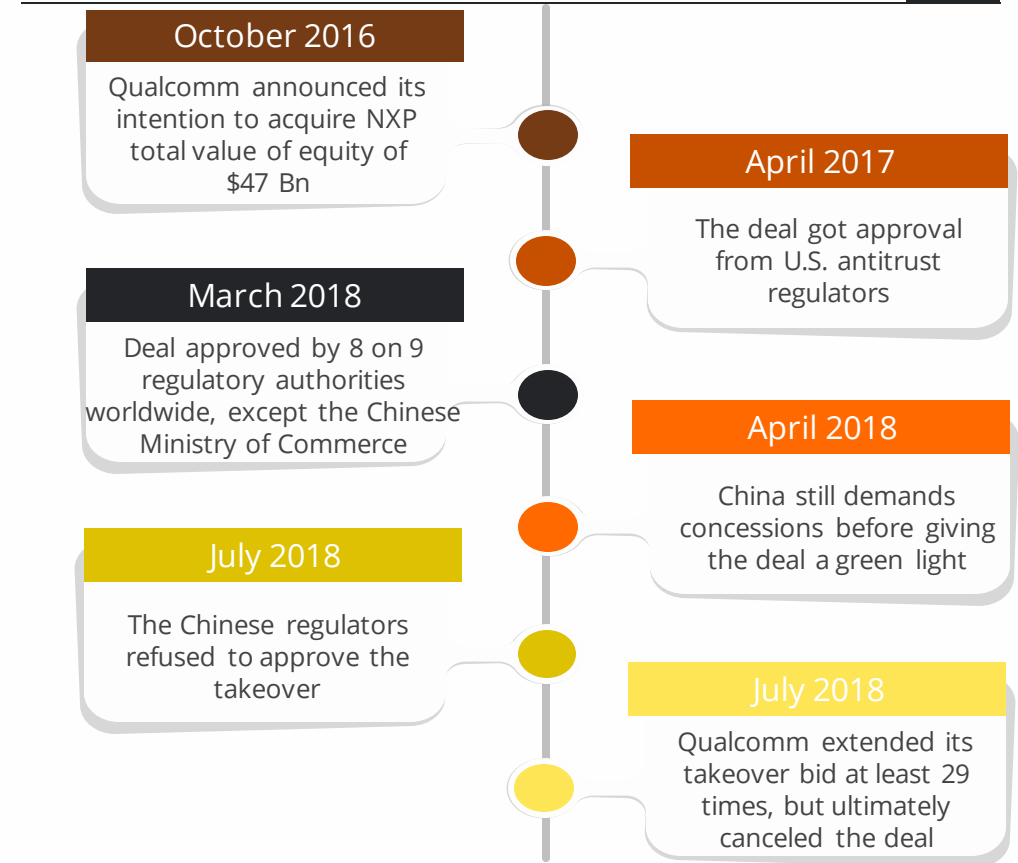 October 2016
Qualcomm announced its
intention to acquire NXP
total value of equity of
$47 Bn
April 2017
The deal got approval
from U.S. antitrust
regulators
March 2018
Deal approved by 8 on 9
regulatory authorities
worldwide, except the Chinese
Ministry of Commerce
April 2018
China still demands
concessions before giving
the deal a green light
July 2018
The Chinese regulators
refused to approve the
takeover
July 2018
Qualcomm extended its
takeover bid at least 29
times, but ultimately
canceled the deal